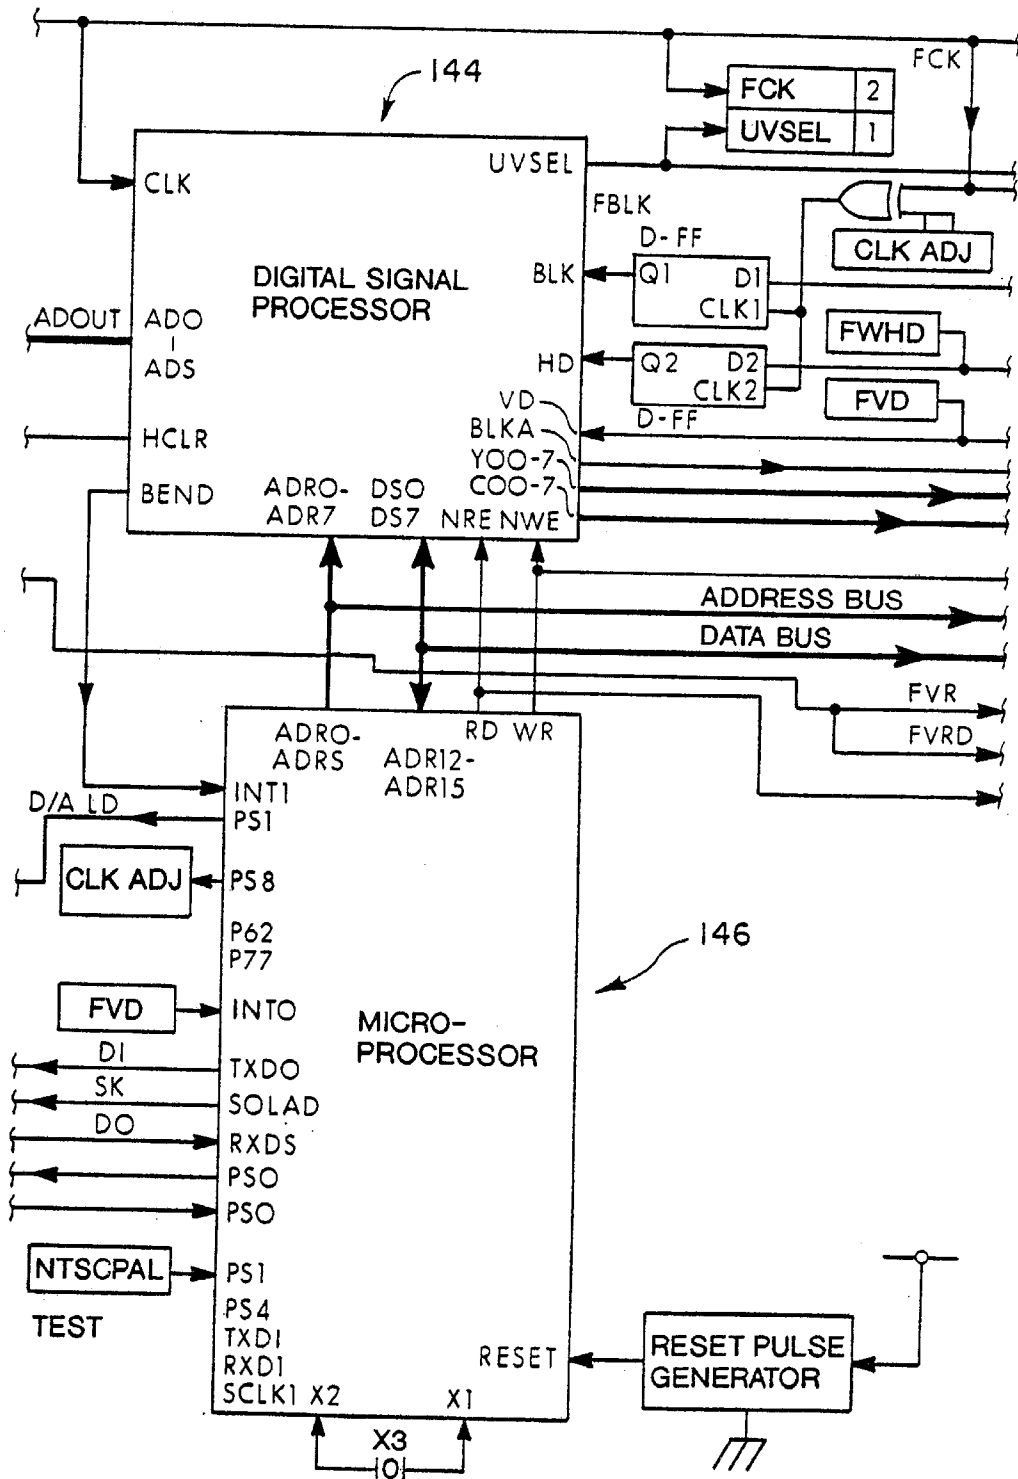 FCK
144
FCK 2
UVSEL 1
UVSEL
CLK
FBLK
CLK ADJ
D-FF
DIGITAL SIGNAL
PROCESSOR
BLK
Q1 D1
CLK1
ADOUT
ADO
ADS
FWHD
HD
Q2 D2
CLK2
FVD
VD
D-FF
HCLR
BLKA
YOO-7
COO-7
BEND
ADRO-
ADR7
DSO
DS7
NRE NWE
ADDRESS BUS
DATA BUS
FVR
FVRD
ADRO-
ADRS
ADR12-
ADR15
RD WR
INT1
D/A LD
PS1
CLK ADJ
PS8
P62
P77
146
FVD
INTO
MICRO-
PROCESSOR
DI
TXDO
SK
SOLAD
DO
RXDS
PSO
PSO
NTSCPAL
PS1
TEST
PS4
TXD1
RXD1
SCLK1 X2 X1
RESET
RESET PULSE
GENERATOR
X3